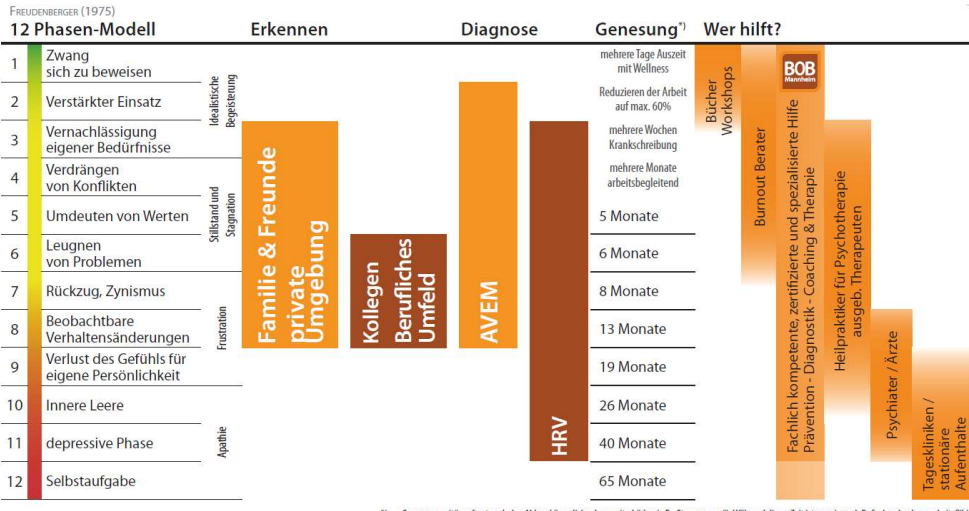 FREUDENBERGER (1975)
12 Phasen-Modell
Erkennen
Diagnose
Genesung*)
Wer hilft?
1
Zwang
sich zu beweisen
2
Verstärkter Einsatz
3
Vernachlässigung
eigener Bedürfnisse
4
Verdrängen
von Konflikten
5
Umdeuten von Werten
6
Leugnen
von Problemen
7
Rückzug, Zynismus
8
Beobachtbare
Verhaltensänderungen
9
Verlust des Gefühls für
eigene Persönlichkeit
10
Innere Leere
11
depressive Phase
12
Selbstaufgabe
Idealistische
Begeisterung
Stillstand und
Stagnation
Frustration
Apathie
Familie & Freunde
private
Umgebung
Kollegen
Berufliches
Umfeld
AVEM
HRV
mehrere Tage Auszeit
mit Wellness
Reduzieren der Arbeit
auf max. 60%
mehrere Wochen
Krankschreibung
mehrere Monate
arbeitsbegleitend
5 Monate
6 Monate
8 Monate
13 Monate
19 Monate
26 Monate
40 Monate
65 Monate
Bücher
Workshops
Burnout Berater
BOB
Mannheim
Fachlich kompetente, zertifizierte und spezialisierte Hilfe
Prävention - Diagnostik - Coaching & Therapie
Heilpraktiker für Psychotherapie
ausgeb. Therapeuten
Psychiater / Ärzte
Tageskliniken /
stationäre
Aufenthalte